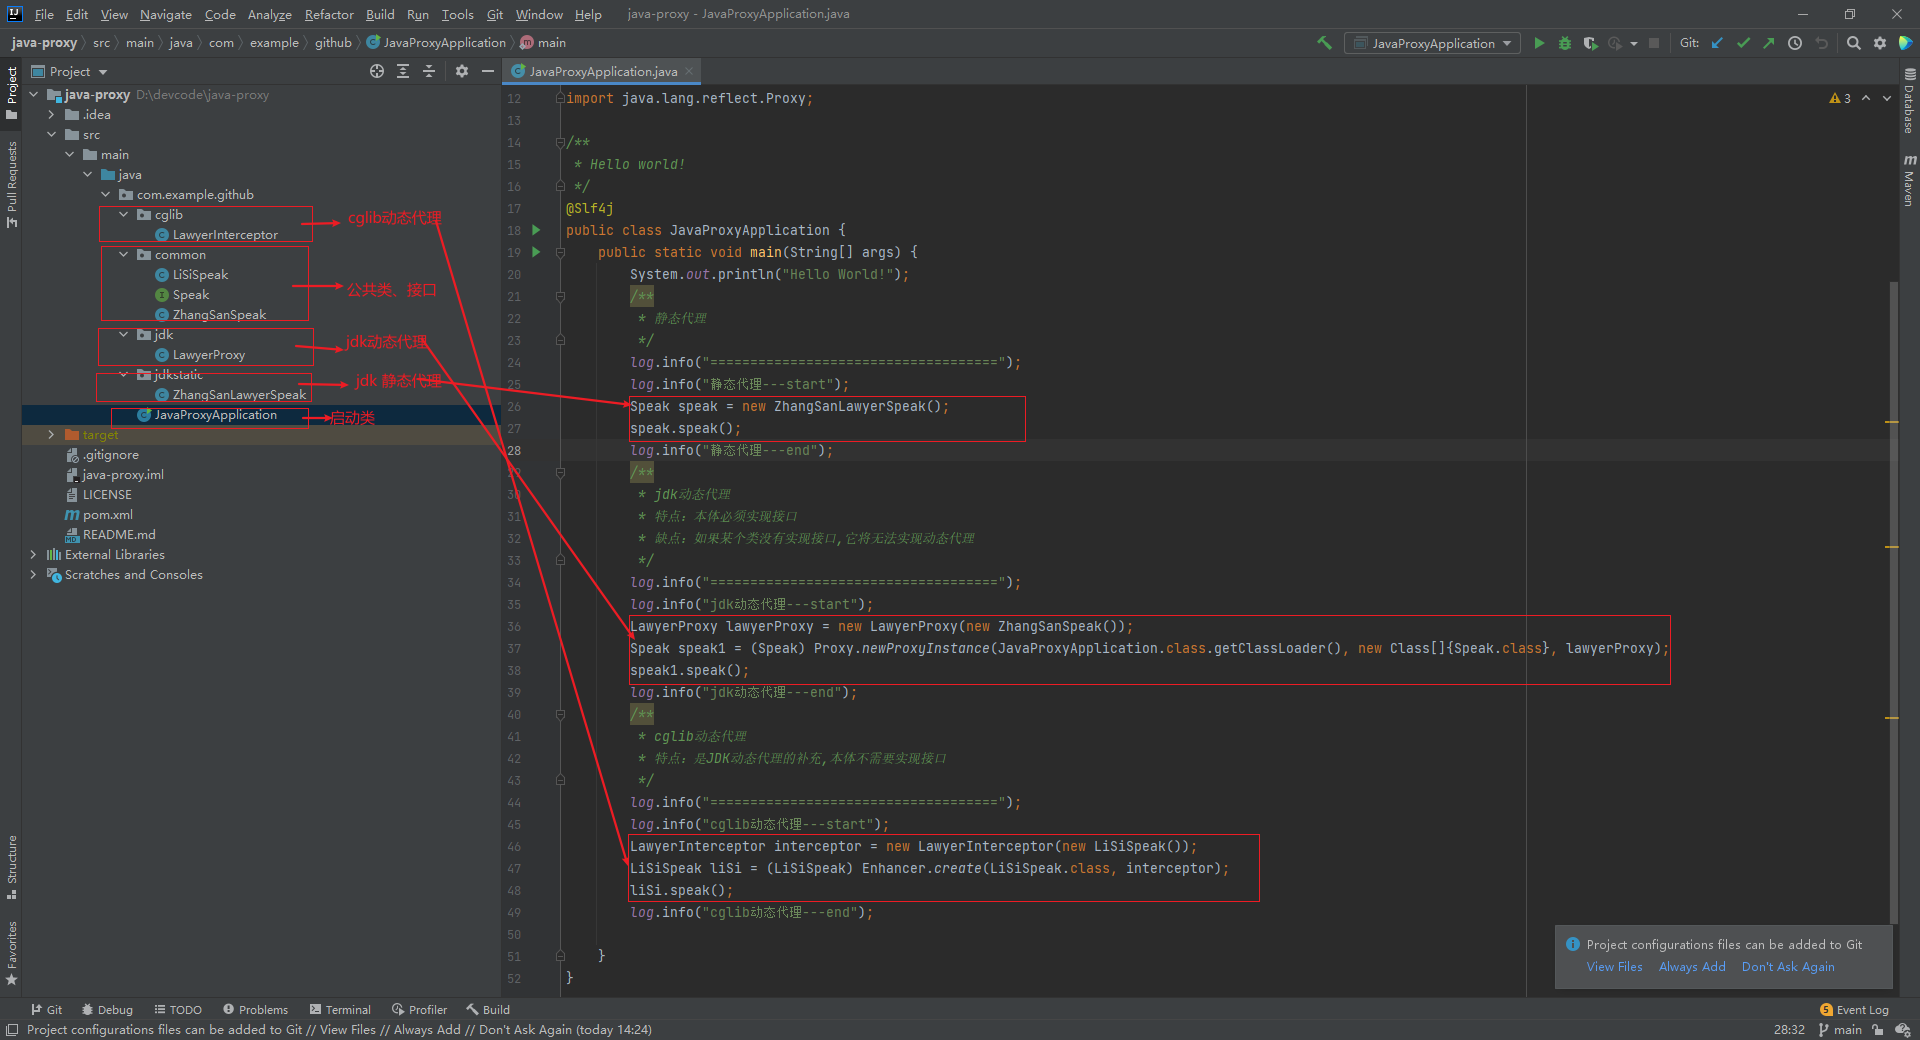 File Edit View Navigate Code Analyze Refactor Build Run Tools Git Window Help java-proxy - JavaProxyApplication.java
java-proxy src main java com example github JavaProxyApplication main
JavaProxyApplication Git:
Project
JavaProxyApplication.java
Project
Pull Requests
Structure
Favorites
java-proxy D:\devcode\java-proxy
.idea
src
main
java
com.example.github
cglib
LawyerInterceptor
common
LiSiSpeak
Speak
ZhangSanSpeak
jdk
LawyerProxy
jdkstatic
ZhangSanLawyerSpeak
JavaProxyApplication
target
.gitignore
java-proxy.iml
LICENSE
pom.xml
README.md
External Libraries
Scratches and Consoles
cglib动态代理
公共类、接口
jdk动态代理
jdk 静态代理
启动类
12 import java.lang.reflect.Proxy;
13
14 /**
15 * Hello world!
16 */
17 @Slf4j
18 public class JavaProxyApplication {
19 public static void main(String[] args) {
20 System.out.println("Hello World!");
21 /**
22 * 静态代理
23 */
24 log.info("====================================");
25 log.info("静态代理---start");
26 Speak speak = new ZhangSanLawyerSpeak();
27 speak.speak();
28 log.info("静态代理---end");
29 /**
30 * jdk动态代理
31 * 特点：本体必须实现接口
32 * 缺点：如果某个类没有实现接口,它将无法实现动态代理
33 */
34 log.info("====================================");
35 log.info("jdk动态代理---start");
36 LawyerProxy lawyerProxy = new LawyerProxy(new ZhangSanSpeak());
37 Speak speak1 = (Speak) Proxy.newProxyInstance(JavaProxyApplication.class.getClassLoader(), new Class[]{Speak.class}, lawyerProxy);
38 speak1.speak();
39 log.info("jdk动态代理---end");
40 /**
41 * cglib动态代理
42 * 特点：是JDK动态代理的补充,本体不需要实现接口
43 */
44 log.info("====================================");
45 log.info("cglib动态代理---start");
46 LawyerInterceptor interceptor = new LawyerInterceptor(new LiSiSpeak());
47 LiSiSpeak liSi = (LiSiSpeak) Enhancer.create(LiSiSpeak.class, interceptor);
48 liSi.speak();
49 log.info("cglib动态代理---end");
50
51 }
52 }
3
Database
Maven
Project configurations files can be added to Git
View Files Always Add Don't Ask Again
Git Debug TODO Problems Terminal Profiler Build 5 Event Log
Project configurations files can be added to Git // View Files // Always Add // Don't Ask Again (today 14:24) 28:32 main